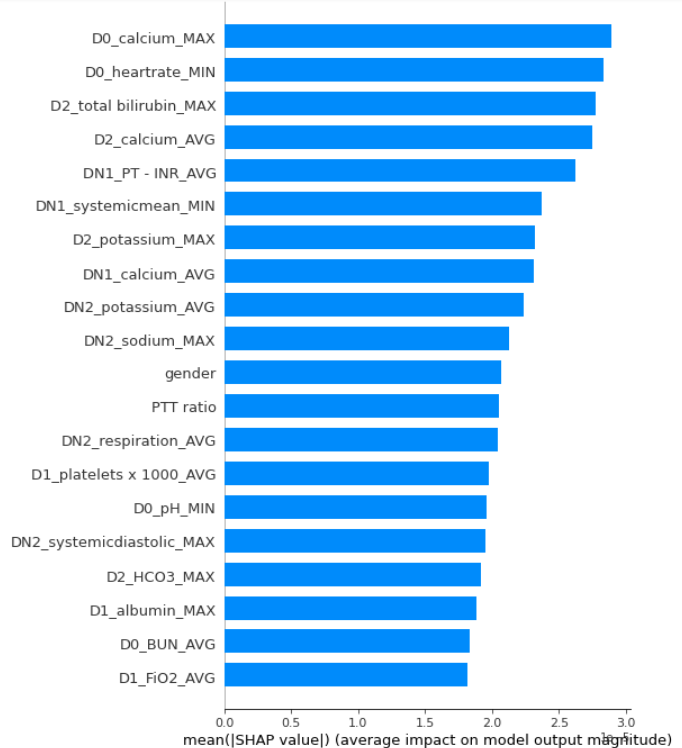 D0_calcium_MAX
D0_heartrate_MIN
D2_total bilirubin_MAX
D2_calcium_AVG
DN1_PT - INR_AVG
DN1_systemicmean_MIN
D2_potassium_MAX
DN1_calcium_AVG
DN2_potassium_AVG
DN2_sodium_MAX
gender
PTT ratio
DN2_respiration_AVG
D1_platelets x 1000_AVG
D0_pH_MIN
DN2_systemicdiastolic_MAX
D2_HCO3_MAX
D1_albumin_MAX
D0_BUN_AVG
D1_FiO2_AVG
0.0 0.5 1.0 1.5 2.0 2.5 3.0
1e-5
mean(|SHAP value|) (average impact on model output magnitude)